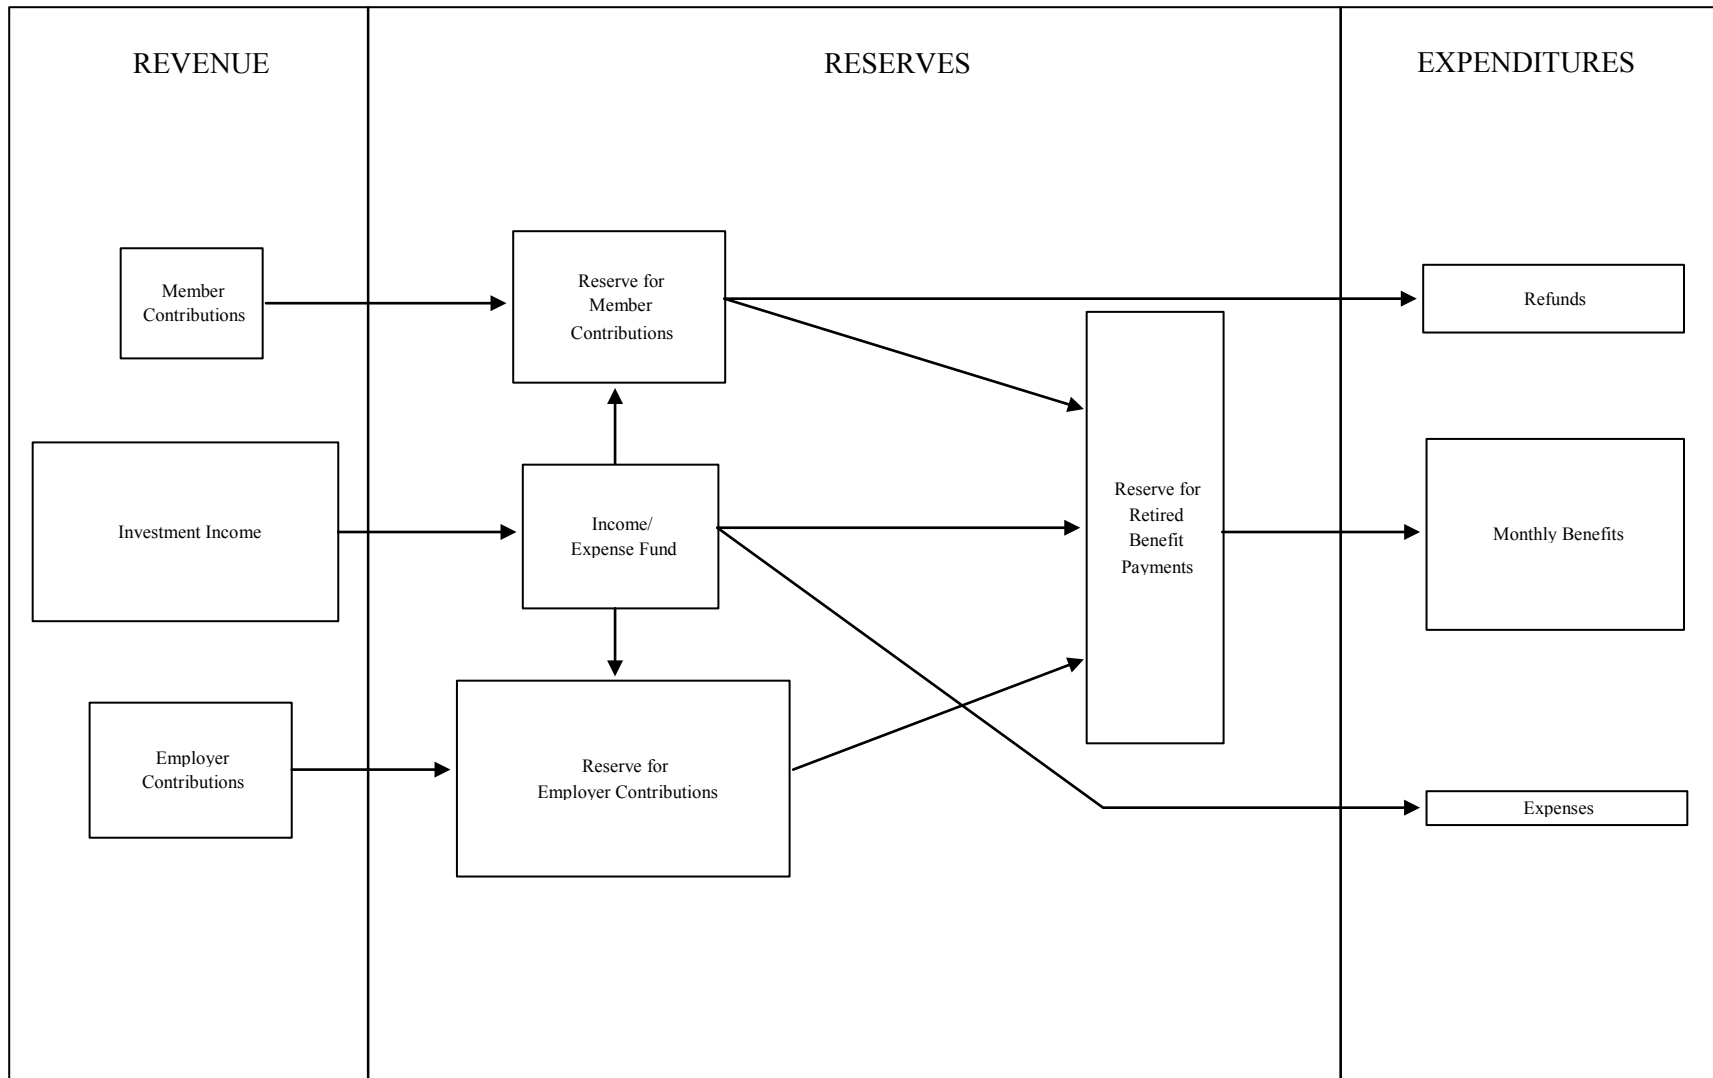 REVENUE
RESERVES
EXPENDITURES
Member
Contributions
Reserve for
Member
Contributions
Refunds
Investment Income
Income/
Expense Fund
Reserve for
Retired
Benefit
Payments
Monthly Benefits
Employer
Contributions
Reserve for
Employer Contributions
Expenses